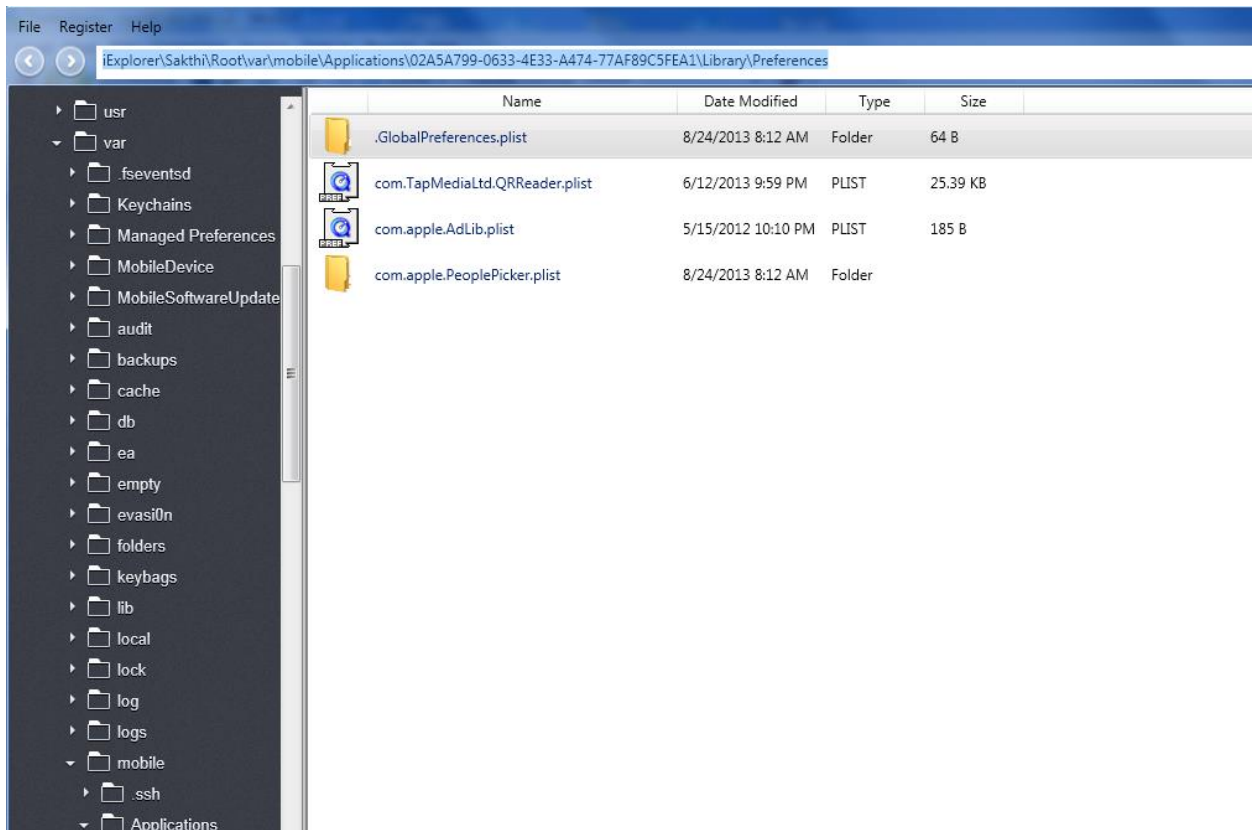 File Register Help
iExplorer\Sakthi\Root\var\mobile\Applications\02A5A799-0633-4E33-A474-77AF89C5FEA1\Library\Preferences
usr
var
.fseventsd
Keychains
Managed Preferences
MobileDevice
MobileSoftwareUpdate
audit
backups
cache
db
ea
empty
evasi0n
folders
keybags
lib
local
lock
log
logs
mobile
.ssh
Applications
Name Date Modified Type Size
.GlobalPreferences.plist 8/24/2013 8:12 AM Folder 64 B
PREF com.TapMediaLtd.QRReader.plist 6/12/2013 9:59 PM PLIST 25.39 KB
PREF com.apple.AdLib.plist 5/15/2012 10:10 PM PLIST 185 B
com.apple.PeoplePicker.plist 8/24/2013 8:12 AM Folder